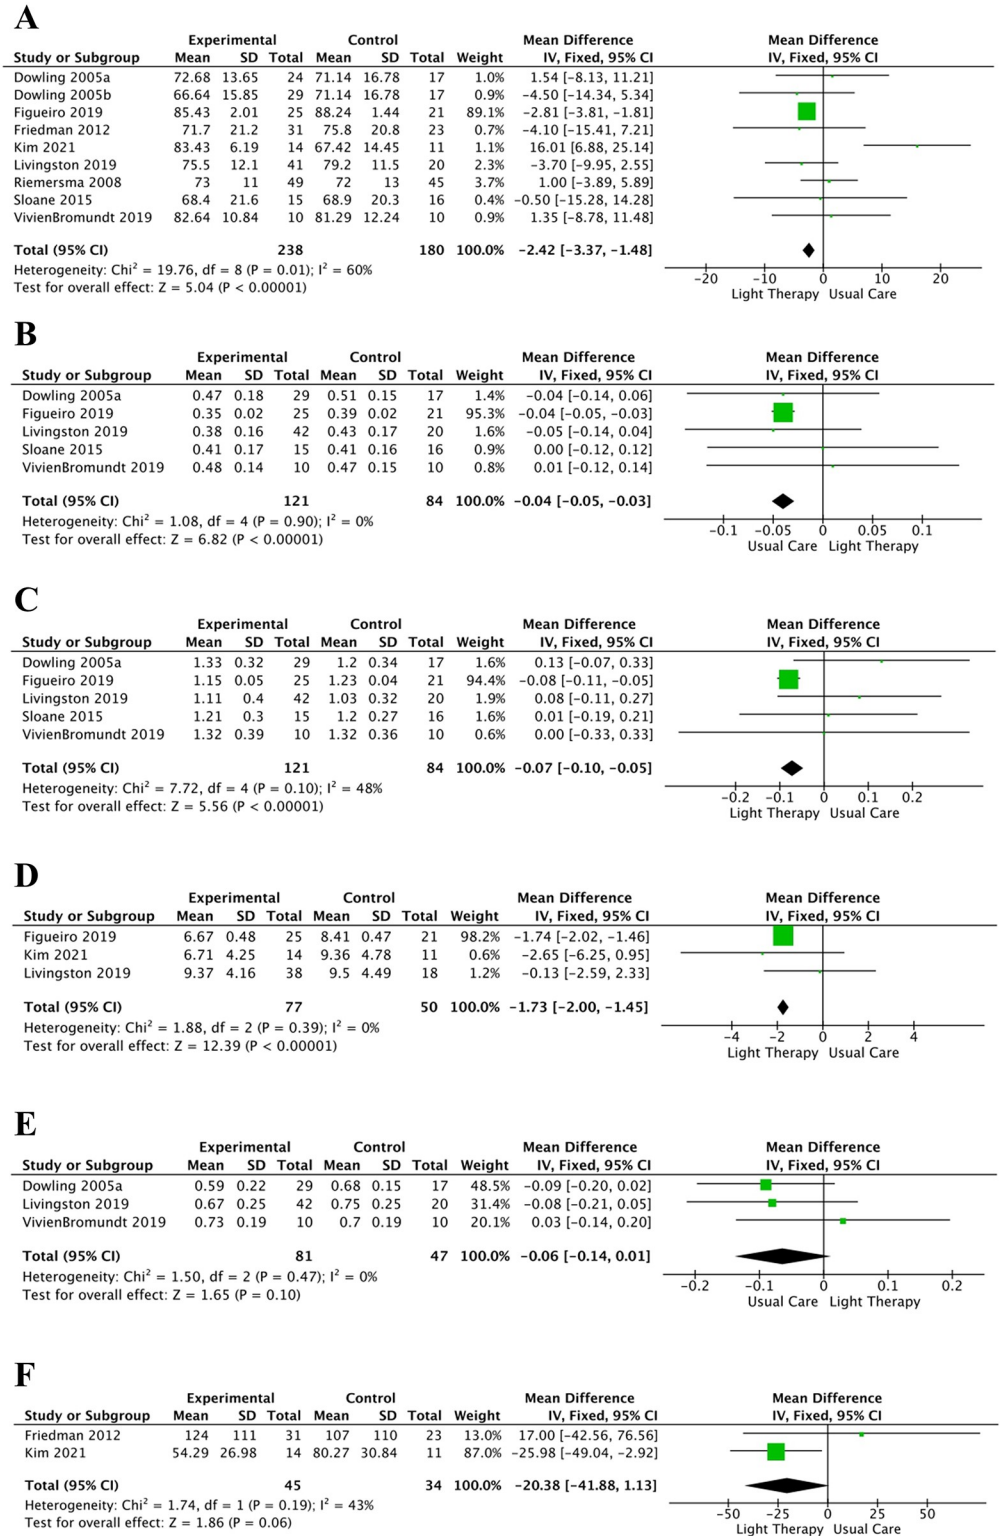 A
Experimental Control Mean Difference Mean Difference
Study or Subgroup Mean SD Total Mean SD Total Weight IV, Fixed, 95% CI IV, Fixed, 95% CI
Dowling 2005a 72.68 13.65 24 71.14 16.78 17 1.0% 1.54 [-8.13, 11.21]
Dowling 2005b 66.64 15.85 29 71.14 16.78 17 0.9% -4.50 [-14.34, 5.34]
Figueiro 2019 85.43 2.01 25 88.24 1.44 21 89.1% -2.81 [-3.81, -1.81]
Friedman 2012 71.7 21.2 31 75.8 20.8 23 0.7% -4.10 [-15.41, 7.21]
Kim 2021 83.43 6.19 14 67.42 14.45 11 1.1% 16.01 [6.88, 25.14]
Livingston 2019 75.5 12.1 41 79.2 11.5 20 2.3% -3.70 [-9.95, 2.55]
Riemersma 2008 73 11 49 72 13 45 3.7% 1.00 [-3.89, 5.89]
Sloane 2015 68.4 21.6 15 68.9 20.3 16 0.4% -0.50 [-15.28, 14.28]
VivienBromundt 2019 82.64 10.84 10 81.29 12.24 10 0.9% 1.35 [-8.78, 11.48]
Total (95% CI) 238 180 100.0% -2.42 [-3.37, -1.48]
Heterogeneity: Chi² = 19.76, df = 8 (P = 0.01); I² = 60%
Test for overall effect: Z = 5.04 (P < 0.00001)
-20 -10 0 10 20
Light Therapy Usual Care
B
Experimental Control Mean Difference Mean Difference
Study or Subgroup Mean SD Total Mean SD Total Weight IV, Fixed, 95% CI IV, Fixed, 95% CI
Dowling 2005a 0.47 0.18 29 0.51 0.15 17 1.4% -0.04 [-0.14, 0.06]
Figueiro 2019 0.35 0.02 25 0.39 0.02 21 95.3% -0.04 [-0.05, -0.03]
Livingston 2019 0.38 0.16 42 0.43 0.17 20 1.6% -0.05 [-0.14, 0.04]
Sloane 2015 0.41 0.17 15 0.41 0.16 16 0.9% 0.00 [-0.12, 0.12]
VivienBromundt 2019 0.48 0.14 10 0.47 0.15 10 0.8% 0.01 [-0.12, 0.14]
Total (95% CI) 121 84 100.0% -0.04 [-0.05, -0.03]
Heterogeneity: Chi² = 1.08, df = 4 (P = 0.90); I² = 0%
Test for overall effect: Z = 6.82 (P < 0.00001)
-0.1 -0.05 0 0.05 0.1
Usual Care Light Therapy
C
Experimental Control Mean Difference Mean Difference
Study or Subgroup Mean SD Total Mean SD Total Weight IV, Fixed, 95% CI IV, Fixed, 95% CI
Dowling 2005a 1.33 0.32 29 1.2 0.34 17 1.6% 0.13 [-0.07, 0.33]
Figueiro 2019 1.15 0.05 25 1.23 0.04 21 94.4% -0.08 [-0.11, -0.05]
Livingston 2019 1.11 0.4 42 1.03 0.32 20 1.9% 0.08 [-0.11, 0.27]
Sloane 2015 1.21 0.3 15 1.2 0.27 16 1.6% 0.01 [-0.19, 0.21]
VivienBromundt 2019 1.32 0.39 10 1.32 0.36 10 0.6% 0.00 [-0.33, 0.33]
Total (95% CI) 121 84 100.0% -0.07 [-0.10, -0.05]
Heterogeneity: Chi² = 7.72, df = 4 (P = 0.10); I² = 48%
Test for overall effect: Z = 5.56 (P < 0.00001)
-0.2 -0.1 0 0.1 0.2
Light Therapy Usual Care
D
Experimental Control Mean Difference Mean Difference
Study or Subgroup Mean SD Total Mean SD Total Weight IV, Fixed, 95% CI IV, Fixed, 95% CI
Figueiro 2019 6.67 0.48 25 8.41 0.47 21 98.2% -1.74 [-2.02, -1.46]
Kim 2021 6.71 4.25 14 9.36 4.78 11 0.6% -2.65 [-6.25, 0.95]
Livingston 2019 9.37 4.16 38 9.5 4.49 18 1.2% -0.13 [-2.59, 2.33]
Total (95% CI) 77 50 100.0% -1.73 [-2.00, -1.45]
Heterogeneity: Chi² = 1.88, df = 2 (P = 0.39); I² = 0%
Test for overall effect: Z = 12.39 (P < 0.00001)
-4 -2 0 2 4
Light Therapy Usual Care
E
Experimental Control Mean Difference Mean Difference
Study or Subgroup Mean SD Total Mean SD Total Weight IV, Fixed, 95% CI IV, Fixed, 95% CI
Dowling 2005a 0.59 0.22 29 0.68 0.15 17 48.5% -0.09 [-0.20, 0.02]
Livingston 2019 0.67 0.25 42 0.75 0.25 20 31.4% -0.08 [-0.21, 0.05]
VivienBromundt 2019 0.73 0.19 10 0.7 0.19 10 20.1% 0.03 [-0.14, 0.20]
Total (95% CI) 81 47 100.0% -0.06 [-0.14, 0.01]
Heterogeneity: Chi² = 1.50, df = 2 (P = 0.47); I² = 0%
Test for overall effect: Z = 1.65 (P = 0.10)
-0.2 -0.1 0 0.1 0.2
Usual Care Light Therapy
F
Experimental Control Mean Difference Mean Difference
Study or Subgroup Mean SD Total Mean SD Total Weight IV, Fixed, 95% CI IV, Fixed, 95% CI
Friedman 2012 124 111 31 107 110 23 13.0% 17.00 [-42.56, 76.56]
Kim 2021 54.29 26.98 14 80.27 30.84 11 87.0% -25.98 [-49.04, -2.92]
Total (95% CI) 45 34 100.0% -20.38 [-41.88, 1.13]
Heterogeneity: Chi² = 1.74, df = 1 (P = 0.19); I² = 43%
Test for overall effect: Z = 1.86 (P = 0.06)
-50 -25 0 25 50
Light Therapy Usual Care